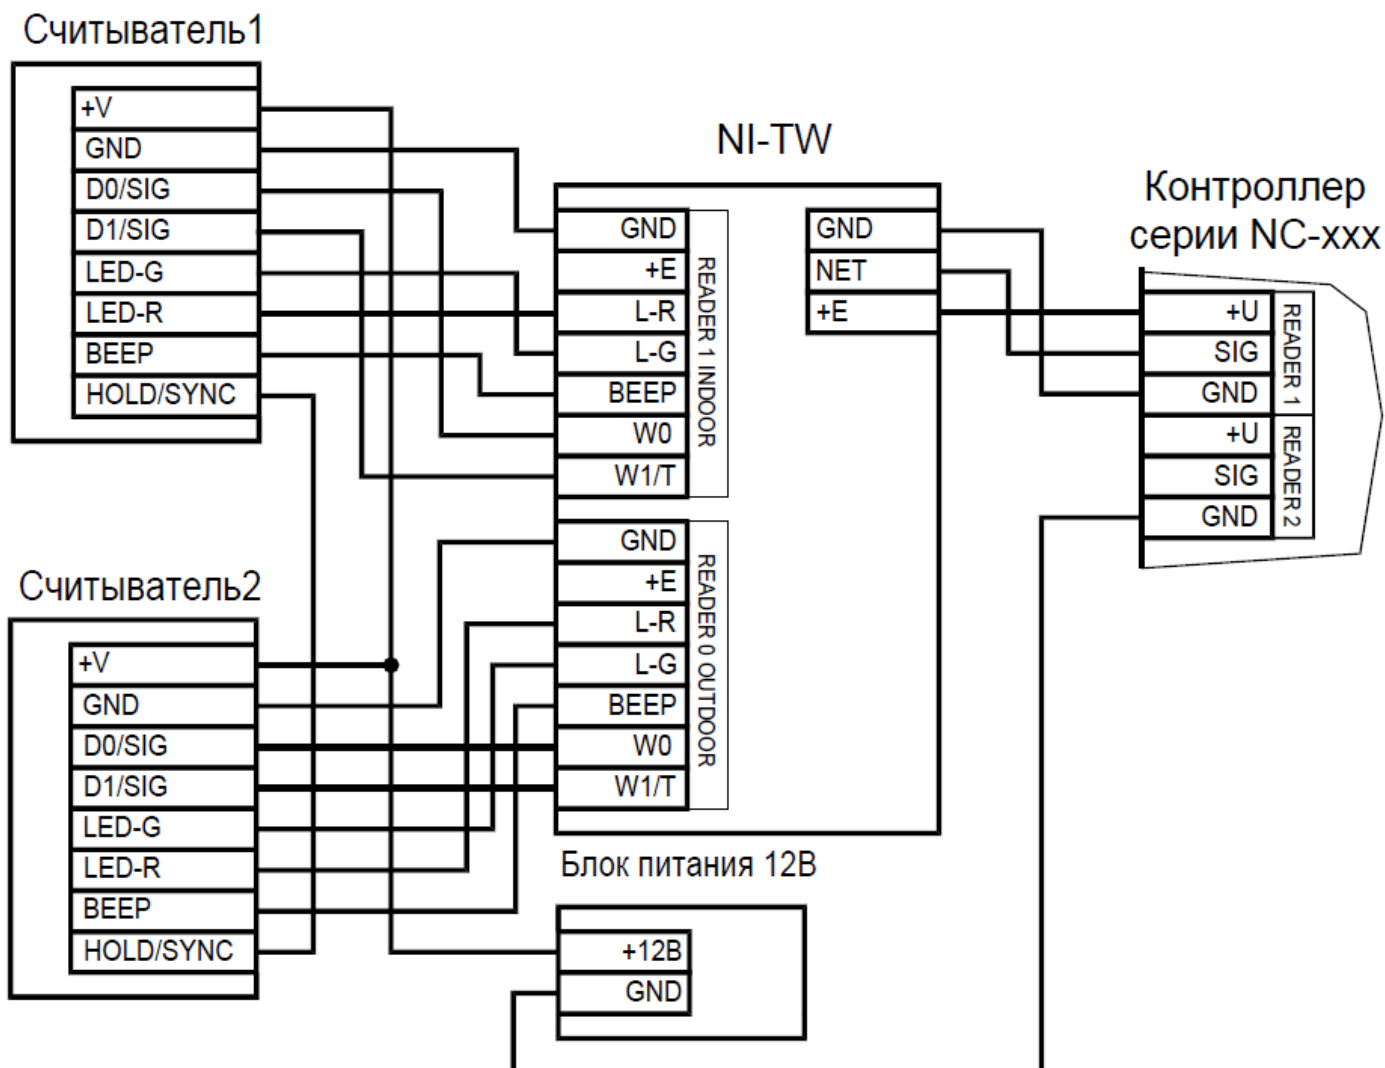 Считыватель1
+V
GND
D0/SIG
D1/SIG
LED-G
LED-R
BEEP
HOLD/SYNC
Считыватель2
+V
GND
D0/SIG
D1/SIG
LED-G
LED-R
BEEP
HOLD/SYNC
NI-TW
GND
+E
L-R
L-G
BEEP
W0
W1/T
READER 1 INDOOR
GND
+E
L-R
L-G
BEEP
W0
W1/T
READER 0 OUTDOOR
GND
NET
+E
Блок питания 12В
+12В
GND
Контроллер
серии NC-xxx
+U
SIG
GND
READER 1
+U
SIG
GND
READER 2